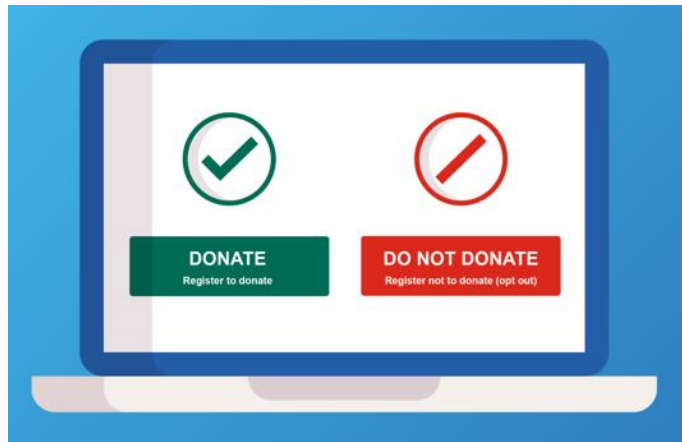 DONATE
Register to donate
DO NOT DONATE
Register not to donate (opt out)